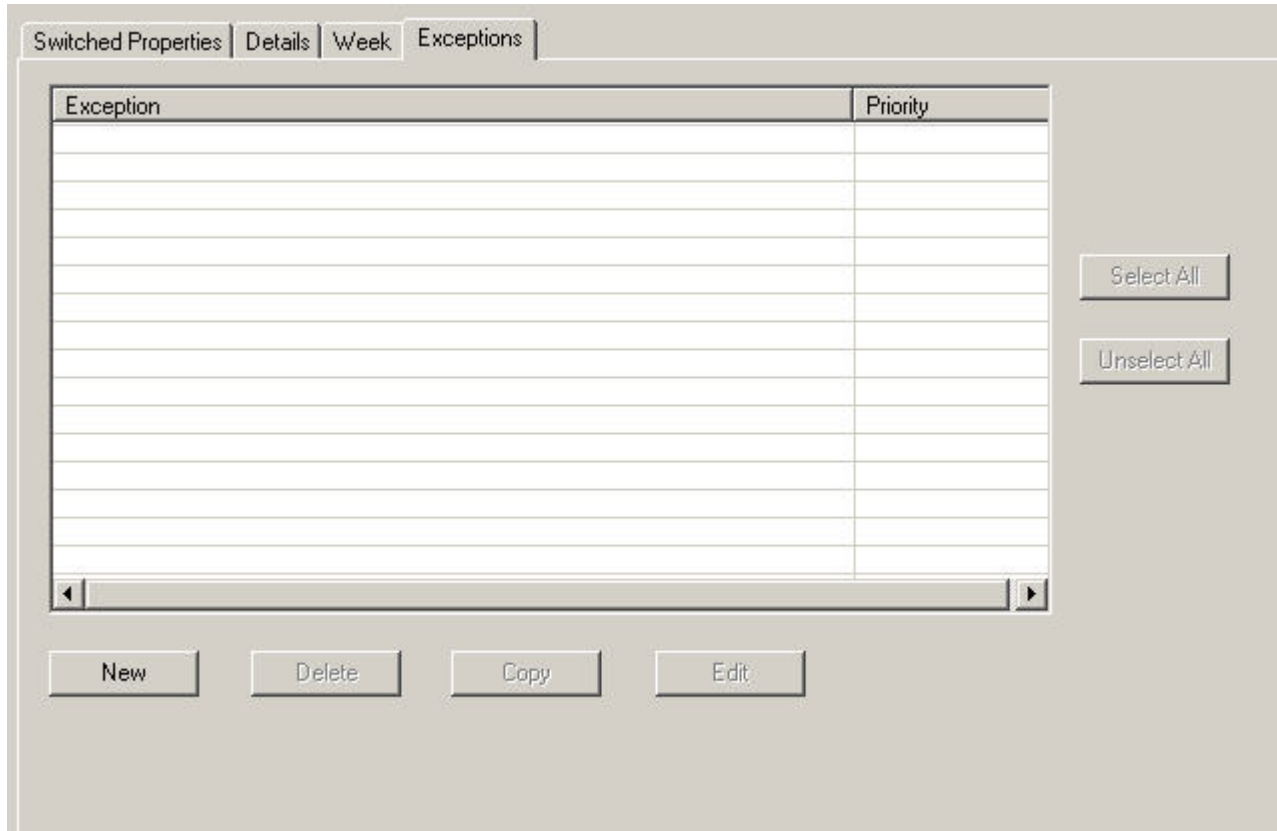 Switched Properties Details Week Exceptions
Exception Priority
Select All
Unselect All
New Delete Copy Edit